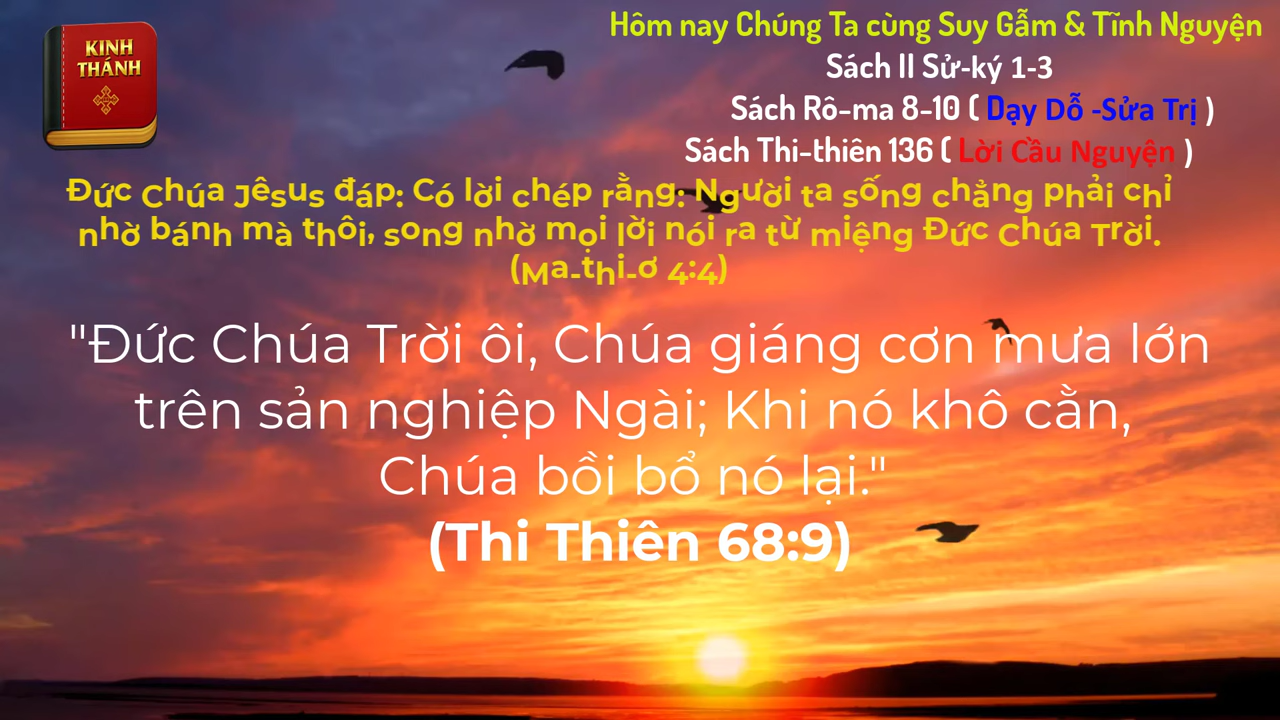 KINH
THÁNH
Hôm nay Chúng Ta cùng Suy Gẫm & Tĩnh Nguyện
Sách II Sử-ký 1-3
Sách Rô-ma 8-10 ( Dạy Dỗ -Sửa Trị )
Sách Thi-thiên 136 ( Lời Cầu Nguyện )
Đức Chúa Jêsus đáp: Có lời chép rằng: Người ta sống chẳng phải chỉ
nhờ bánh mà thôi, song nhờ mọi lời nói ra từ miệng Đức Chúa Trời.
(Ma-thi-ơ 4:4)
"Đức Chúa Trời ôi, Chúa giáng cơn mưa lớn
trên sản nghiệp Ngài; Khi nó khô cằn,
Chúa bồi bổ nó lại."
(Thi Thiên 68:9)